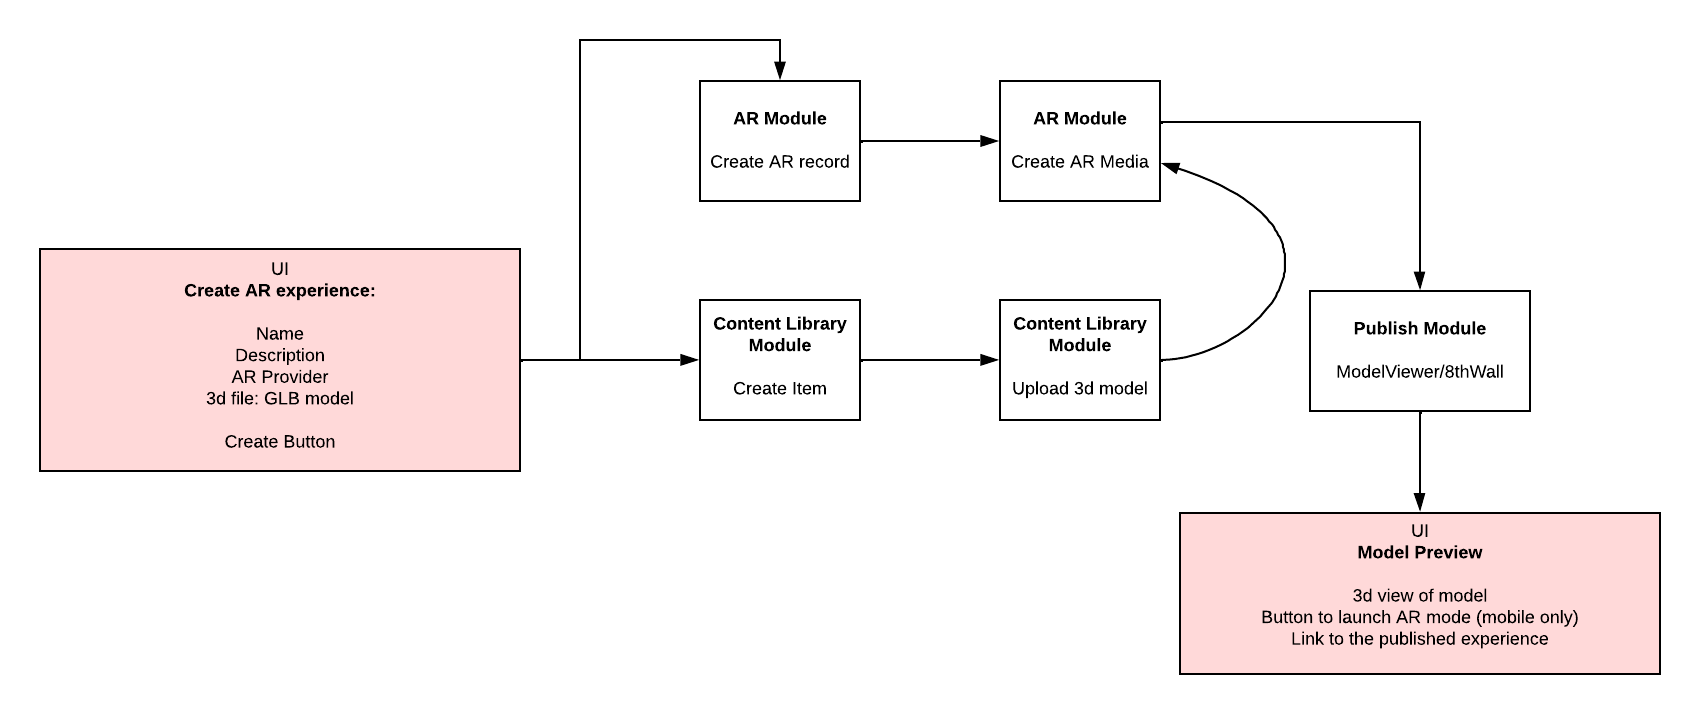 AR Module
Create AR record
AR Module
Create AR Media
UI
Create AR experience:
Name
Description
AR Provider
3d file: GLB model
Create Button
Content Library
Module
Create Item
Content Library
Module
Upload 3d model
Publish Module
ModelViewer/8thWall
UI
Model Preview
3d view of model
Button to launch AR mode (mobile only)
Link to the published experience